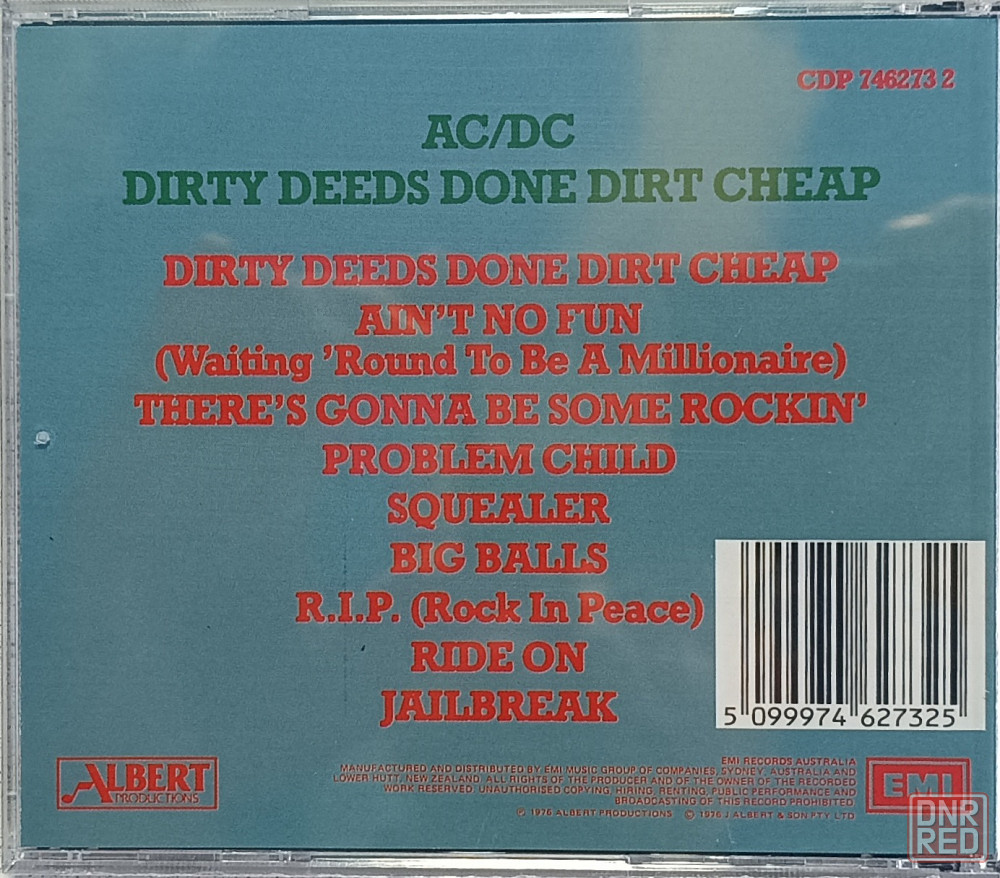 CDP 746273 2
AC/DC
DIRTY DEEDS DONE DIRT CHEAP
DIRTY DEEDS DONE DIRT CHEAP
AIN'T NO FUN
(Waiting 'Round To Be A Millionaire)
THERE'S GONNA BE SOME ROCKIN'
PROBLEM CHILD
SQUEALER
BIG BALLS
R.I.P. (Rock In Peace)
RIDE ON
JAILBREAK
5 099974 627325
ALBERT
PRODUCTIONS
EMI RECORDS AUSTRALIA
MANUFACTURED AND DISTRIBUTED BY EMI MUSIC GROUP OF COMPANIES, SYDNEY, AUSTRALIA AND
LOWER HUTT, NEW ZEALAND. ALL RIGHTS OF THE PRODUCER AND OF THE OWNER OF THE RECORDED
WORK RESERVED. UNAUTHORISED COPYING, HIRING, RENTING, PUBLIC PERFORMANCE AND
BROADCASTING OF THIS RECORD PROHIBITED.
℗ 1976 ALBERT PRODUCTIONS © 1976 J ALBERT & SON PTY LTD
EMI
DNR
RED